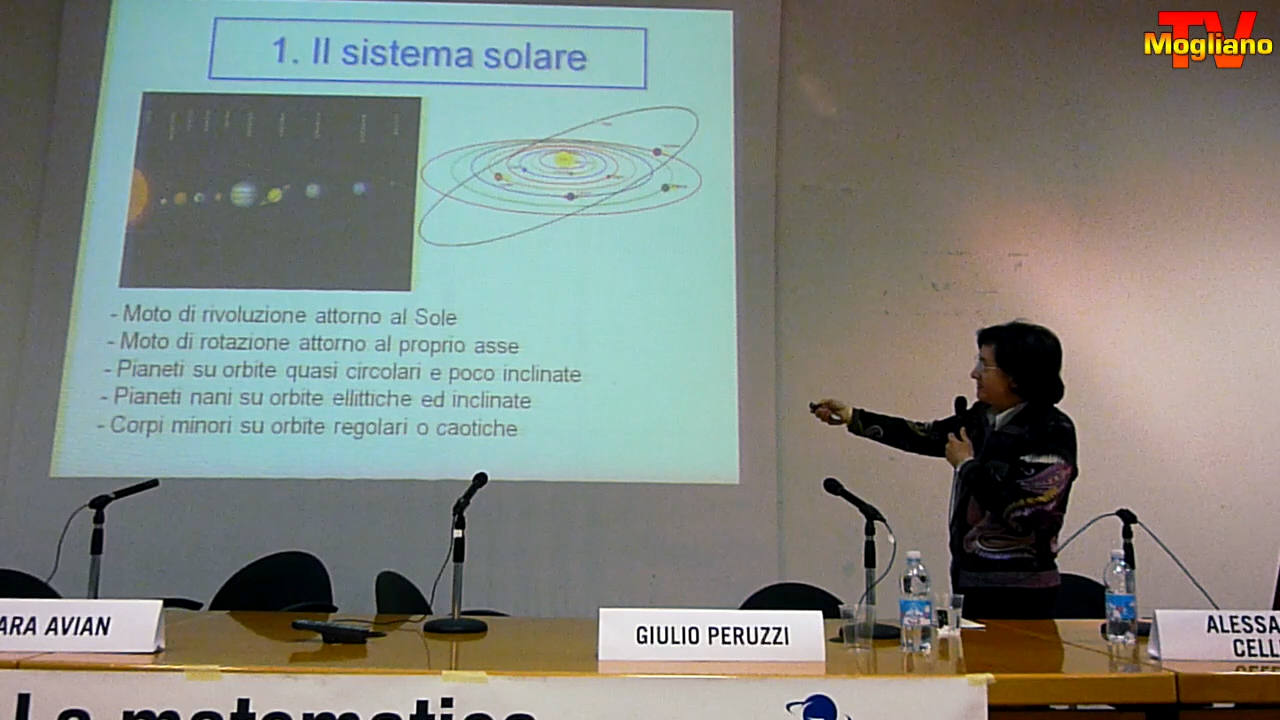 TV
Mogliano
1. Il sistema solare
- Moto di rivoluzione attorno al Sole
- Moto di rotazione attorno al proprio asse
- Pianeti su orbite quasi circolari e poco inclinate
- Pianeti nani su orbite ellittiche ed inclinate
- Corpi minori su orbite regolari o caotiche
ARA AVIAN
GIULIO PERUZZI
ALESSA
CELL
La matematica